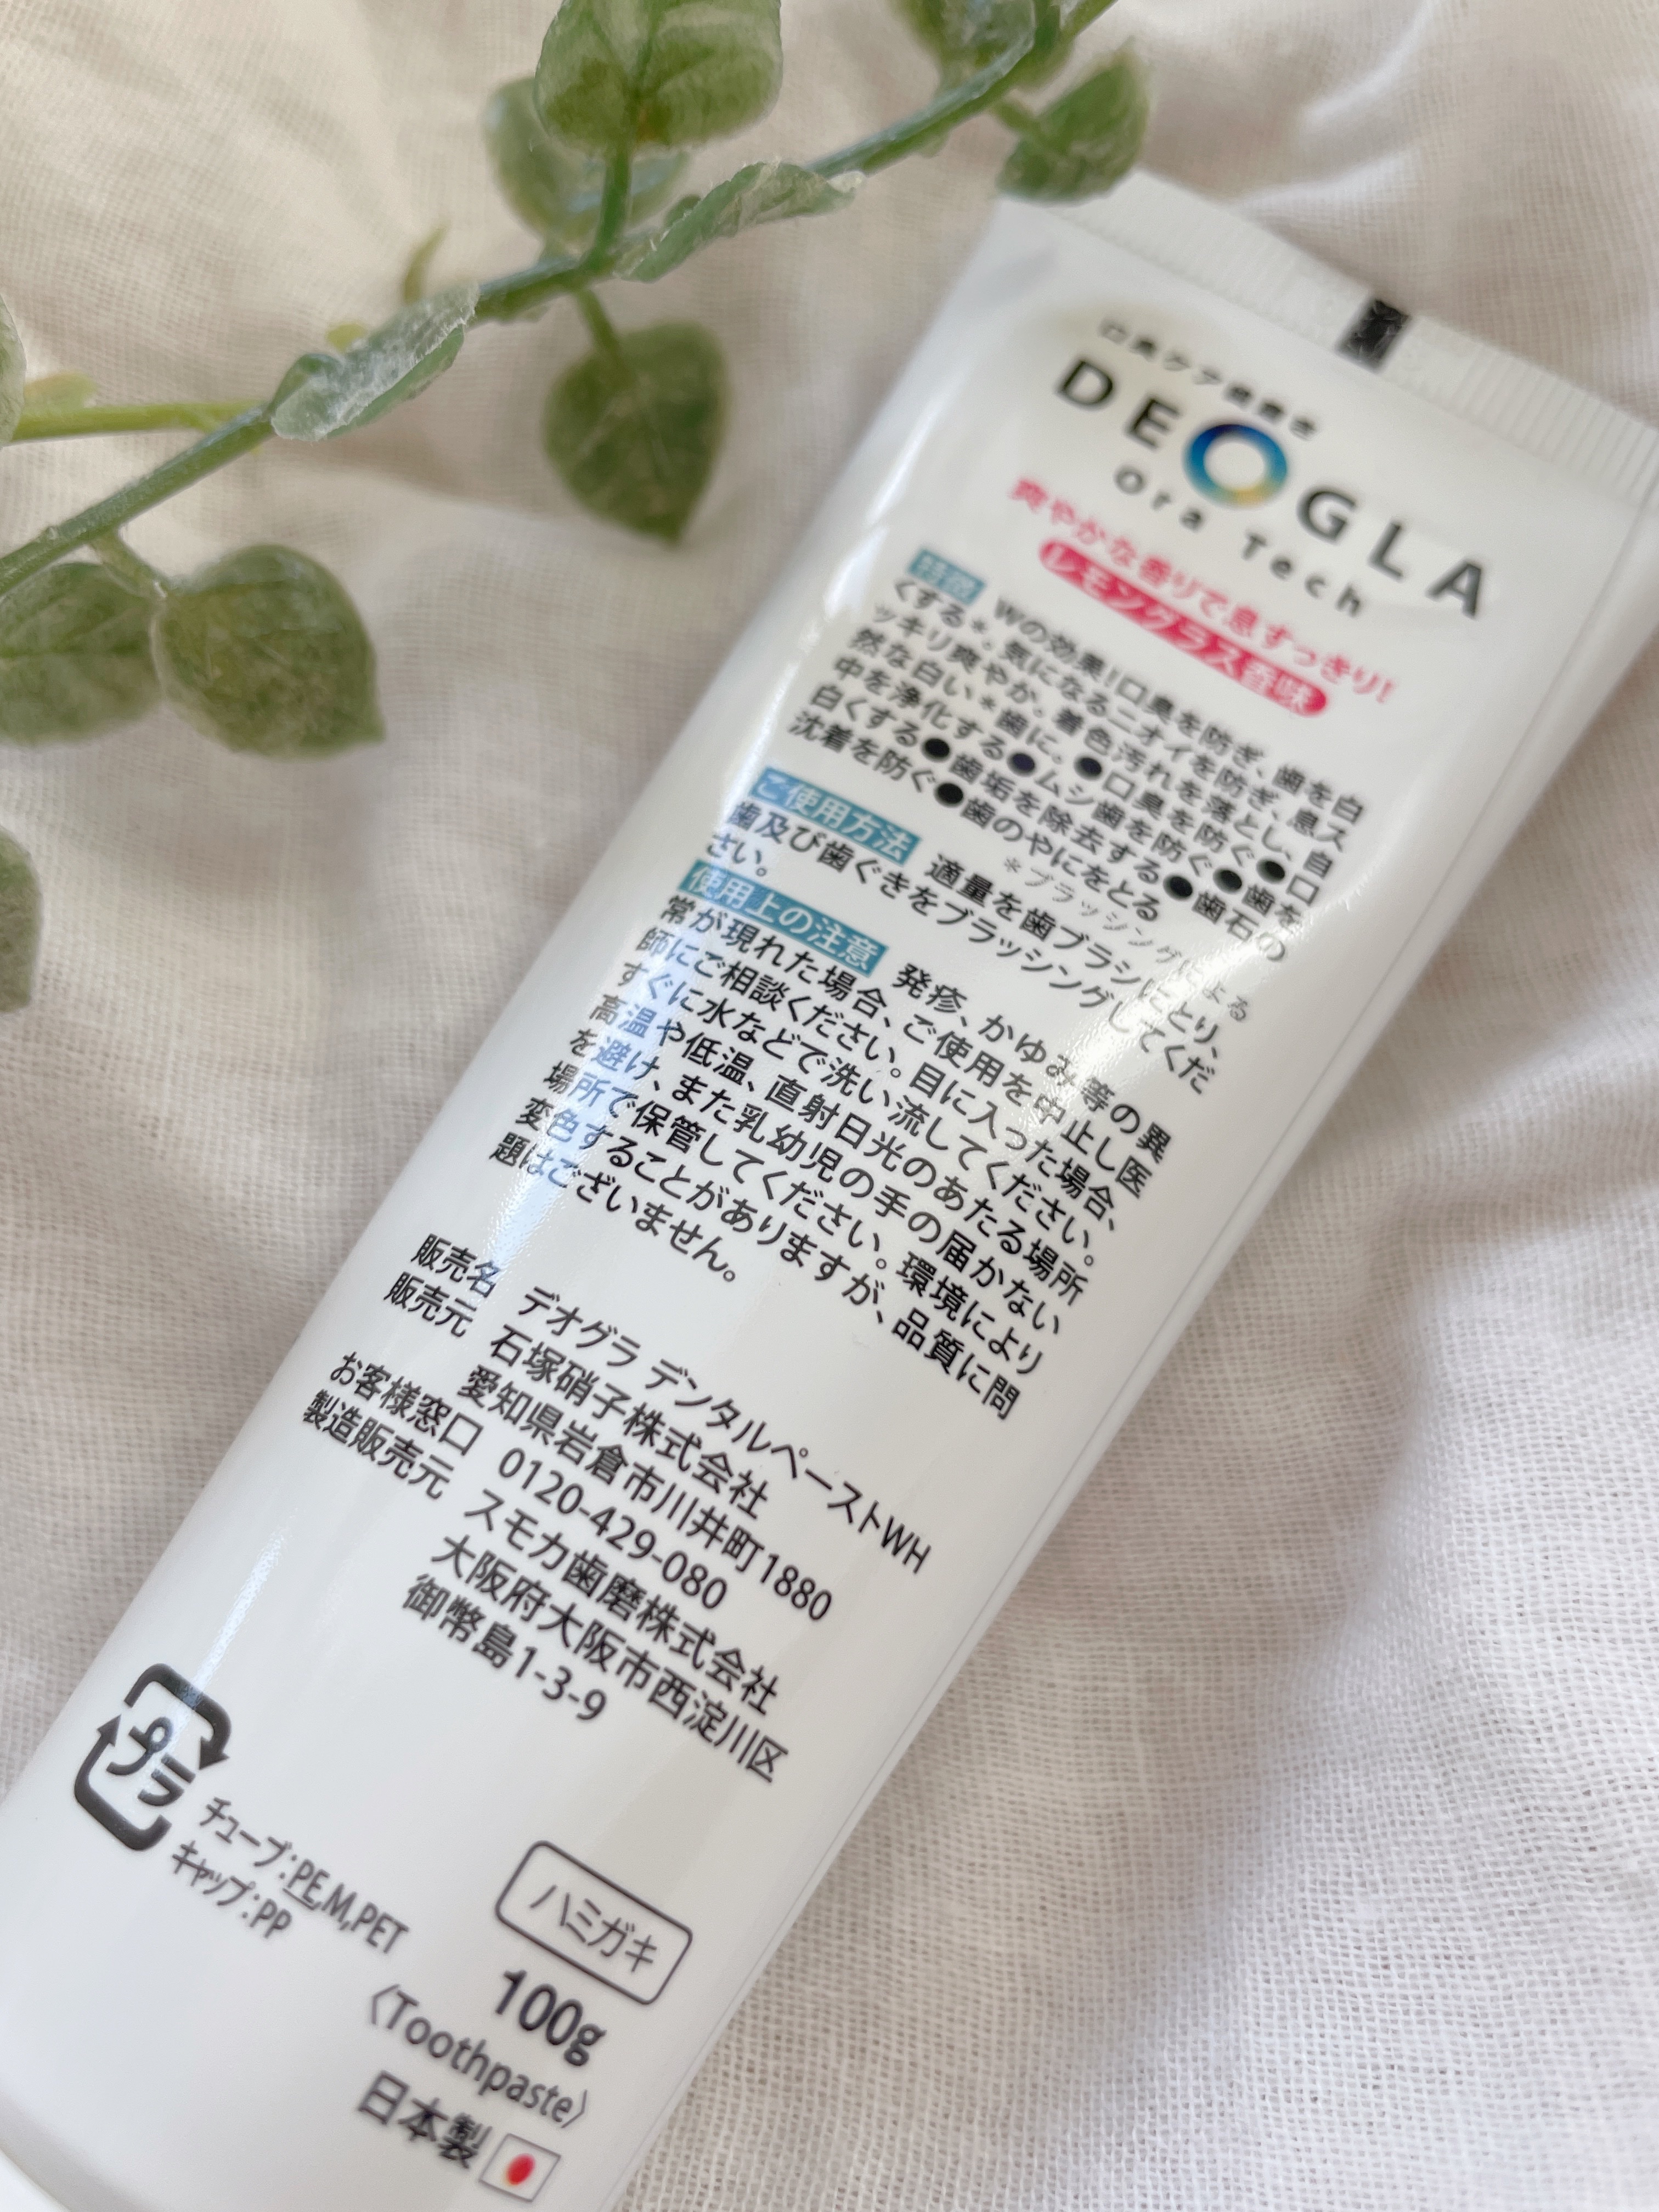 口臭ケア歯磨き
DEOGLA
Ora Tech
爽やかな香りで息すっきり!
レモングラス香味
特徴 Wの効果!口臭を防ぎ、歯を白
くする*。気になるニオイを防ぎ、息ス
ッキリ爽やか。着色汚れを落とし、自
然な白い*歯に。●口臭を防ぐ●口
中を浄化する●ムシ歯を防ぐ●歯を
白くする●歯垢を除去する●歯石の
沈着を防ぐ●歯のやにをとる
*ブラッシングによる
ご使用方法 適量を歯ブラシにとり、
歯及び歯ぐきをブラッシングしてくだ
さい。
使用上の注意 発疹、かゆみ等の異
常が現れた場合、ご使用を中止し医
師にご相談ください。目に入った場合、
すぐに水などで洗い流してください。
高温や低温、直射日光のあたる場所
を避け、また乳幼児の手の届かない
場所で保管してください。環境により
変色することがありますが、品質に問
題はございません。
販売名 デオグラ デンタルペーストWH
販売元 石塚硝子株式会社
愛知県岩倉市川井町1880
お客様窓口 0120-429-080
製造販売元 スモカ歯磨株式会社
大阪府大阪市西淀川区
御幣島1-3-9
プラ
チューブ:PE,M,PET
キャップ:PP
ハミガキ
100g
〈Toothpaste〉
日本製